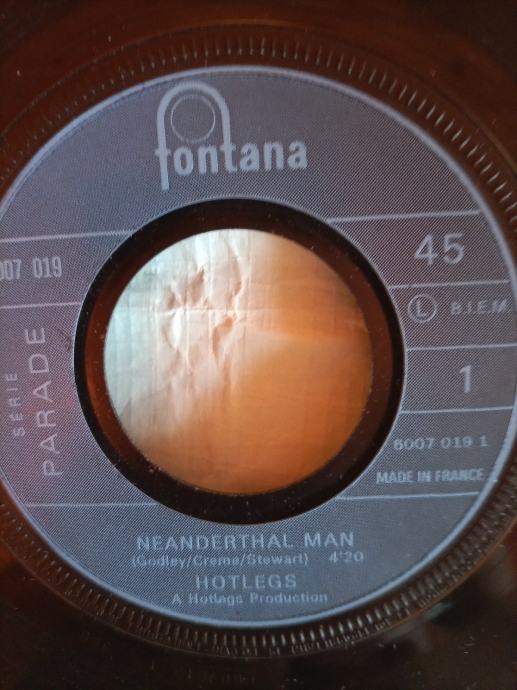 fontana
007 019
45
L B.I.E.M.
SÉRIE
PARADE
1
6007 019 1
MADE IN FRANCE
NEANDERTHAL MAN
(Godley/Creme/Stewart) 4'20
HOTLEGS
A Hotlegs Production